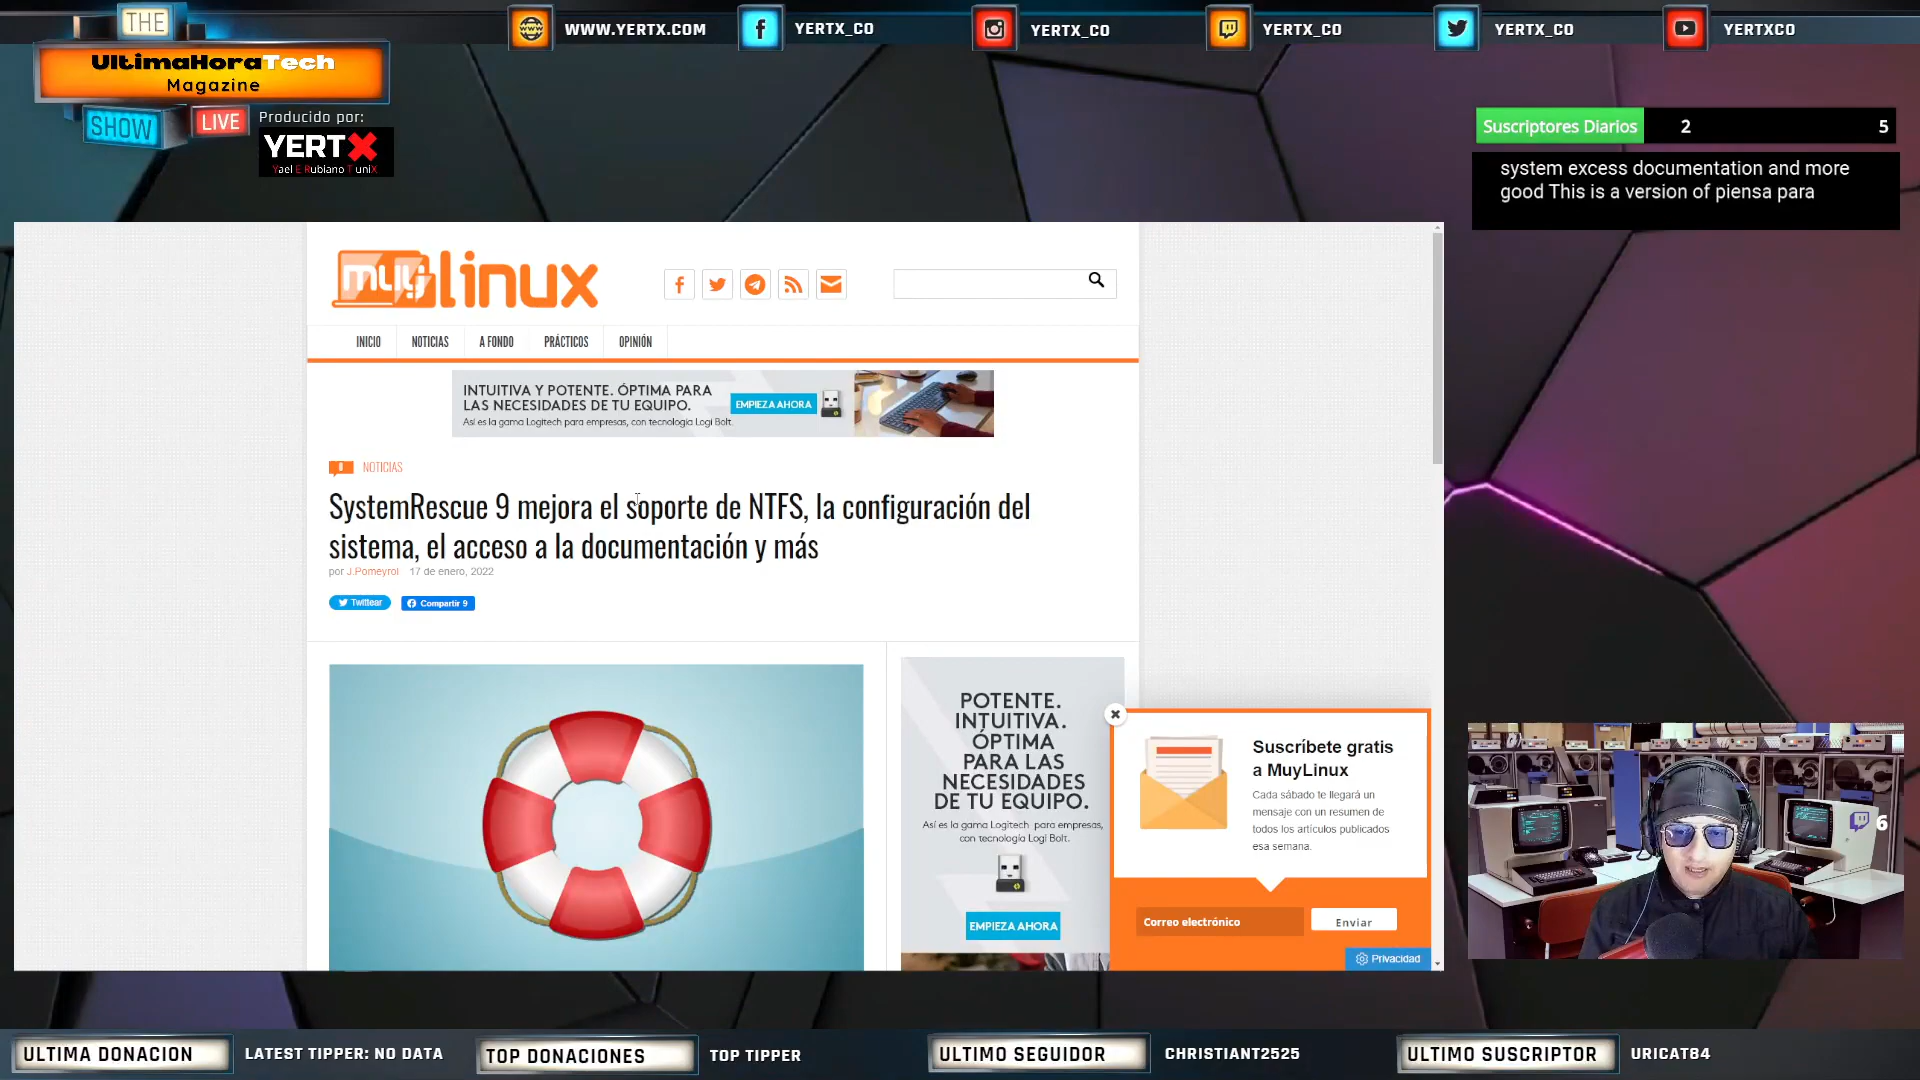 THE
UltimaHoraTech
Magazine
SHOW
LIVE
Producido por:
YERTX
Yael E Rubiano T uniX
WWW.YERTX.COM
YERTX_CO
YERTX_CO
YERTX_CO
YERTX_CO
YERTXCO
Suscriptores Diarios 2 5
system excess documentation and more
good This is a version of piensa para
muy linux
INICIO
NOTICIAS
A FONDO
PRÁCTICOS
OPINIÓN
INTUITIVA Y POTENTE. ÓPTIMA PARA
LAS NECESIDADES DE TU EQUIPO.
Así es la gama Logitech para empresas, con tecnología Logi Bolt.
EMPIEZA AHORA
NOTICIAS
SystemRescue 9 mejora el soporte de NTFS, la configuración del
sistema, el acceso a la documentación y más
por J.Pomeyrol 17 de enero, 2022
Twittear
Compartir 9
POTENTE.
INTUITIVA.
ÓPTIMA
PARA LAS
NECESIDADES
DE TU EQUIPO.
Así es la gama Logitech para empresas,
con tecnología Logi Bolt.
EMPIEZA AHORA
Suscríbete gratis
a MuyLinux
Cada sábado te llegará un
mensaje con un resumen de
todos los artículos publicados
esa semana.
Correo electrónico
Enviar
Privacidad
6
ULTIMA DONACION
LATEST TIPPER: NO DATA
TOP DONACIONES
TOP TIPPER
ULTIMO SEGUIDOR
CHRISTIANT2525
ULTIMO SUSCRIPTOR
URICAT84